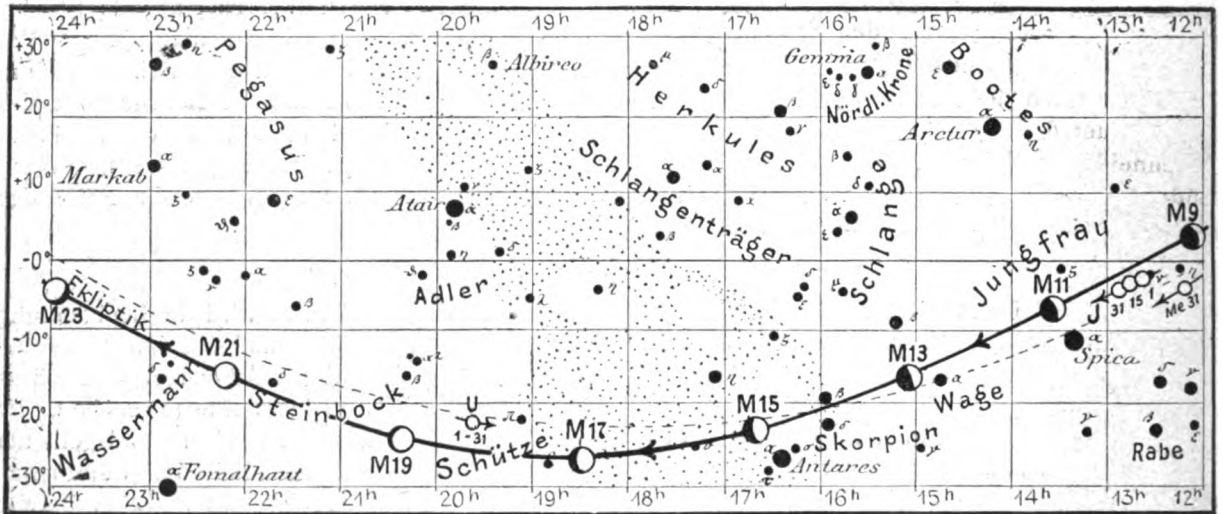 24h 23h 22h 21h 20h 19h 18h 17h 16h 15h 14h 13h 12h
+30°
+20°
+10°
-0°
-10°
-20°
-30°
Pegasus
η
β
ξ
β Albireo
μ
Herkules
δ
β
γ
Gemma
β
ε δ γ α
Nördl. Krone
ε
Bootes
α
Arctur
η
Markab
α
ξ
ε
ϑ
Atair
γ
α
β
η
ζ
δ
Schlangenträger
α
α
β
κ
Schlange
β
δ
α
ε
μ
ε
M9
Jungfrau
ζ
η
ζ
γ
α
β
ϑ
Adler
λ
η
δ
ε
ζ
M11
J
31 15 1
Me 31
Ekliptik
M23
M21
Wassermann
Steinbock
δ
α²
β
U
1-31
π
Schütze
M19
M17
η
M15
β
δ
M13
β
α
Wage
Skorpion
α
Spica
γ
δ
γ
β
ε
Rabe
α Fomalhaut
α
Antares
τ
24h 23h 22h 21h 20h 19h 18h 17h 16h 15h 14h 13h 12h